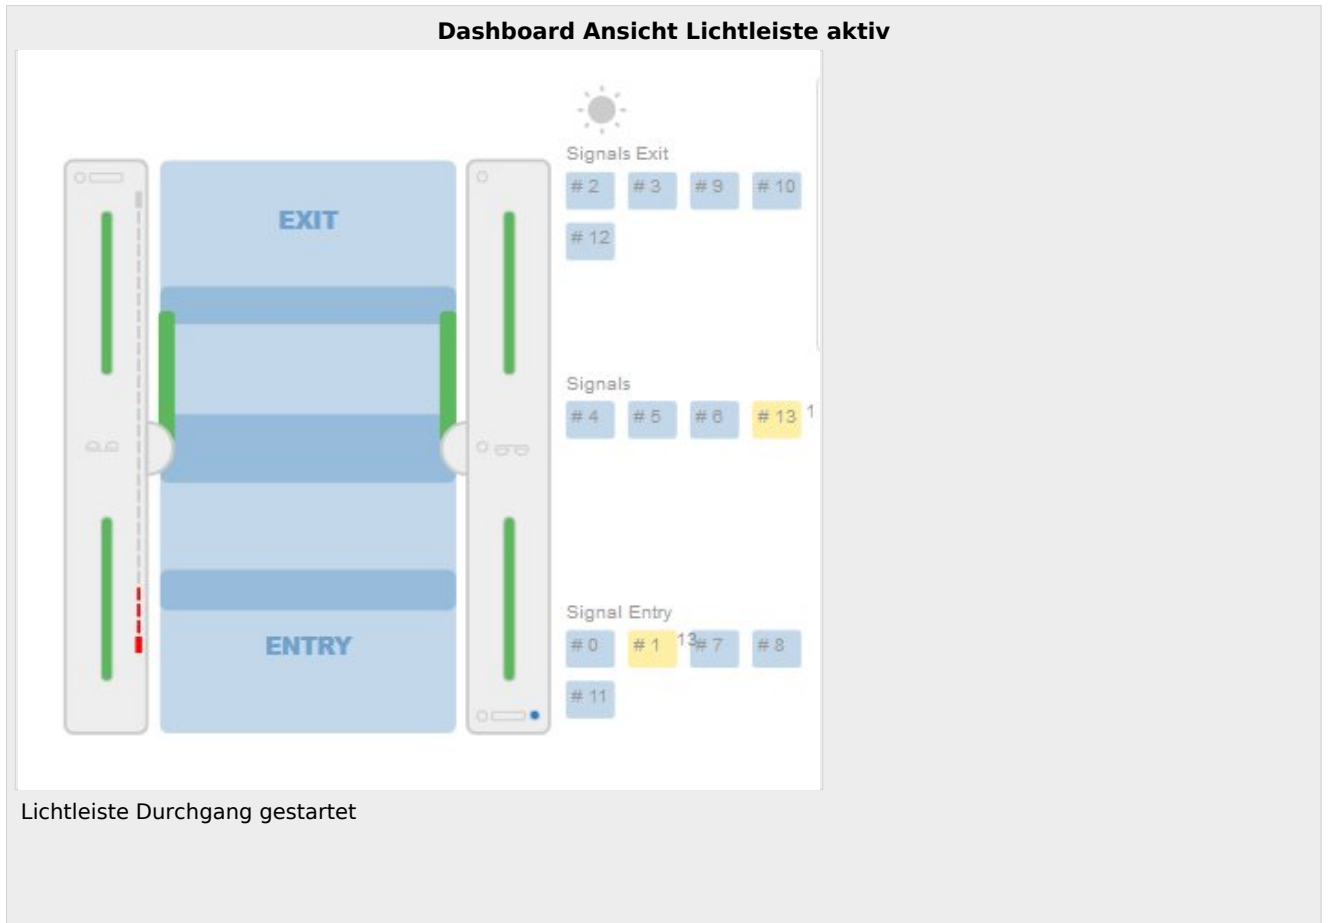 Dashboard Ansicht Lichtleiste aktiv
Signals Exit
# 2 # 3 # 9 # 10
# 12
EXIT
Signals
# 4 # 5 # 6 # 13 1
Signal Entry
# 0 # 1 13 # 7 # 8
# 11
ENTRY
Lichtleiste Durchgang gestartet